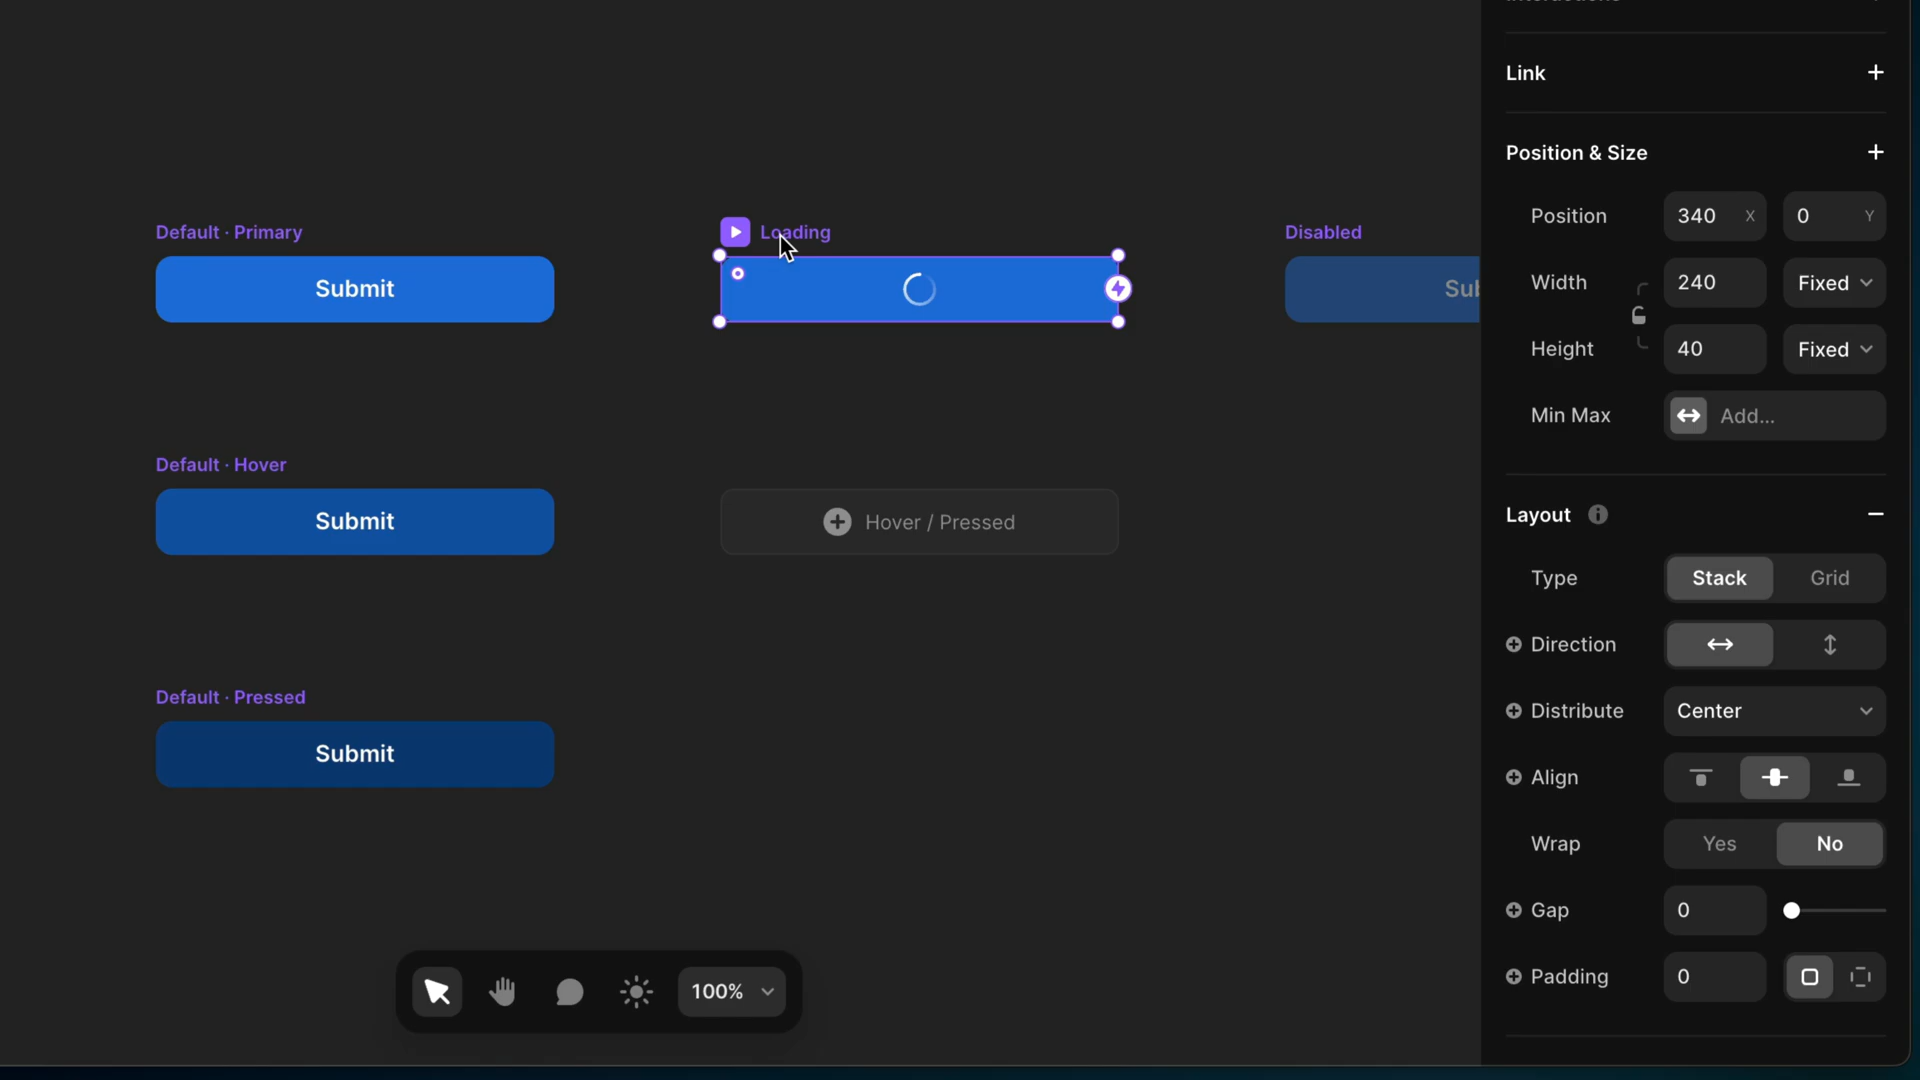 Link
Position & Size
Position 340 X 0 Y
Width 240 Fixed
Height 40 Fixed
Min Max Add...
Layout
Type Stack Grid
Direction
Distribute Center
Align
Wrap Yes No
Gap 0
Padding 0
Default · Primary
Submit
Loading
Disabled
Default · Hover
Submit
Hover / Pressed
Default · Pressed
Submit
100%